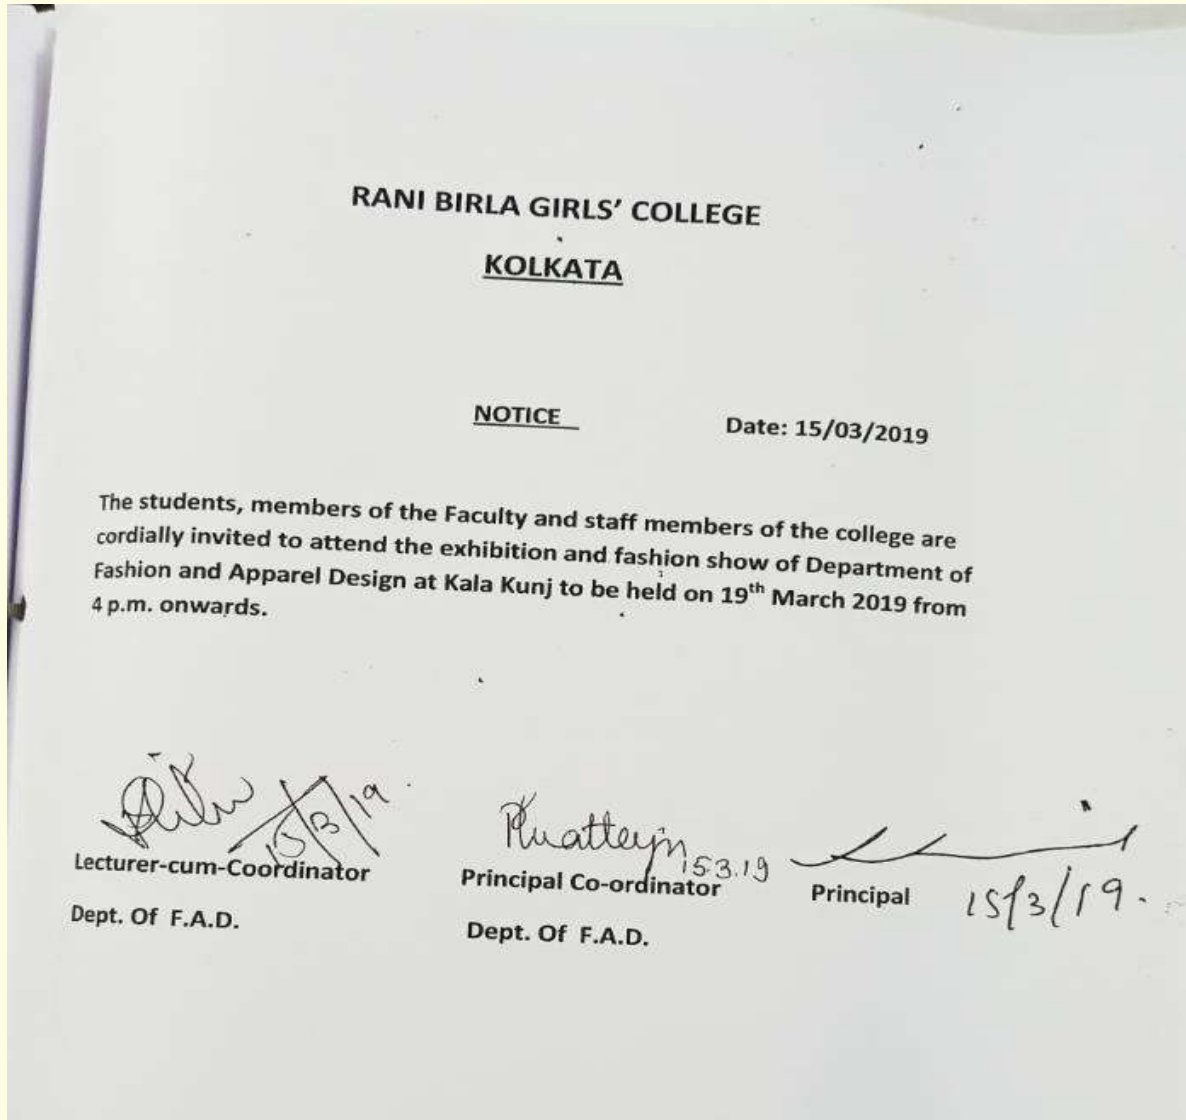 RANI BIRLA GIRLS' COLLEGE
KOLKATA
NOTICE Date: 15/03/2019
The students, members of the Faculty and staff members of the college are
cordially invited to attend the exhibition and fashion show of Department of
Fashion and Apparel Design at Kala Kunj to be held on 19th March 2019 from
4 p.m. onwards.
15/3/19 15.3.19
Lecturer-cum-Coordinator Principal Co-ordinator Principal 15/3/19.
Dept. Of F.A.D. Dept. Of F.A.D.